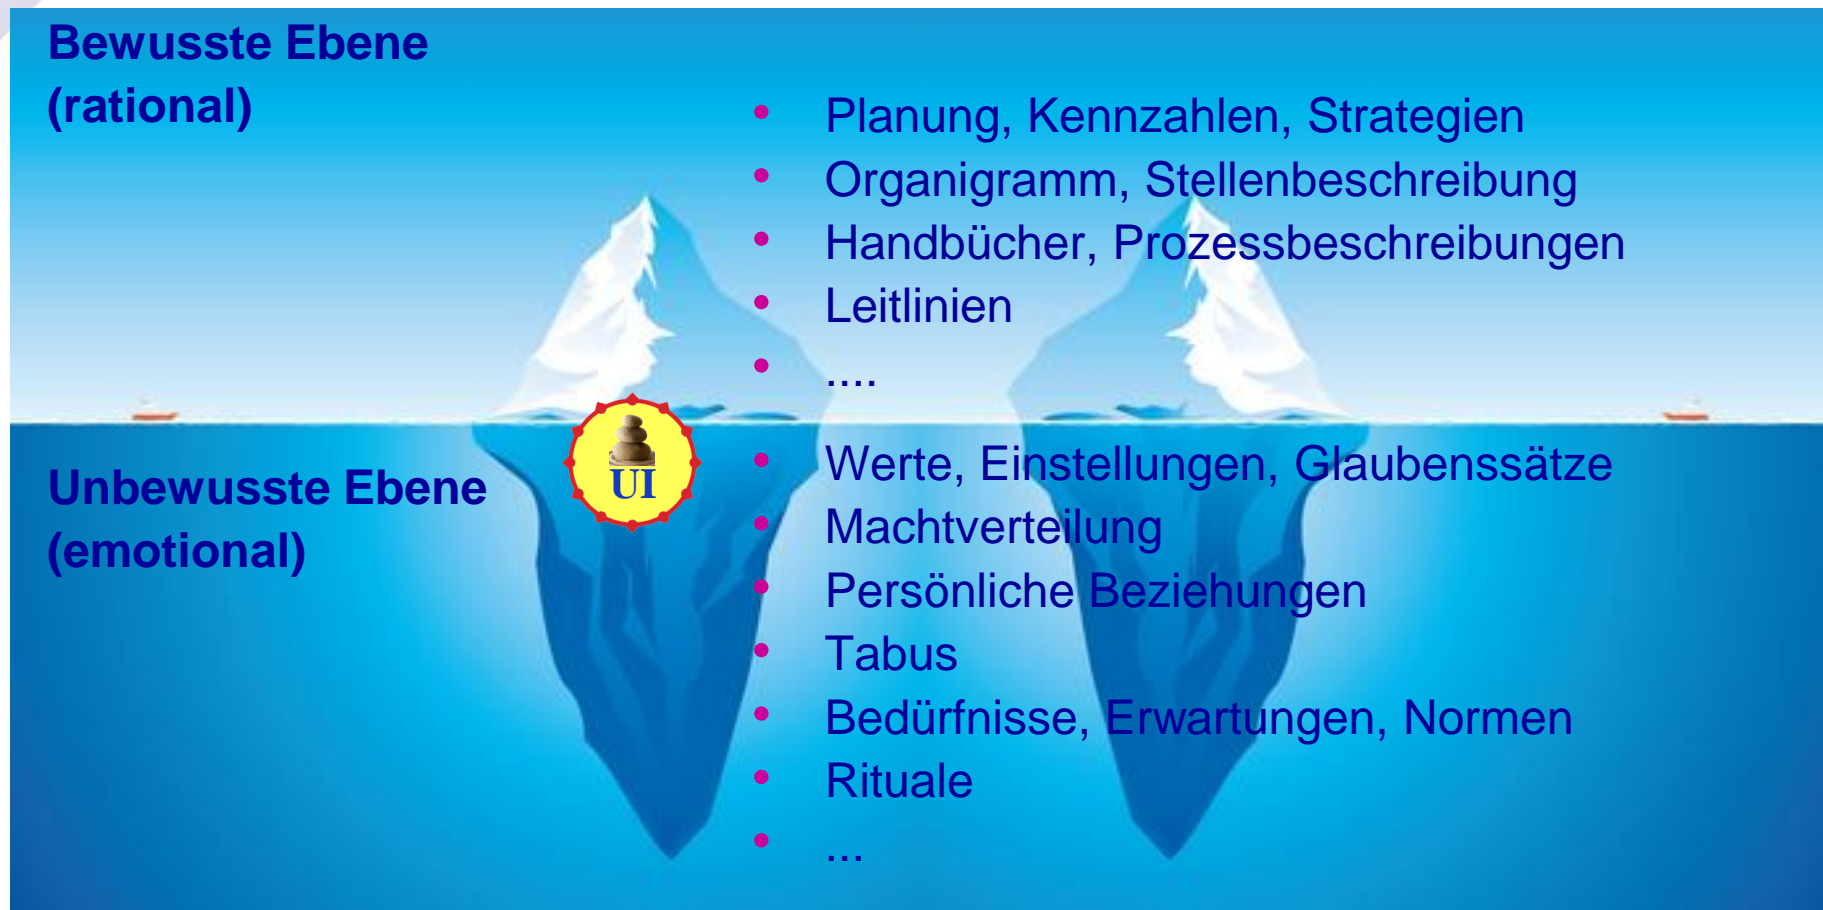 Bewusste Ebene
(rational)
• Planung, Kennzahlen, Strategien
• Organigramm, Stellenbeschreibung
• Handbücher, Prozessbeschreibungen
• Leitlinien
• ....
Unbewusste Ebene
(emotional)
UI
• Werte, Einstellungen, Glaubenssätze
• Machtverteilung
• Persönliche Beziehungen
• Tabus
• Bedürfnisse, Erwartungen, Normen
• Rituale
• ...